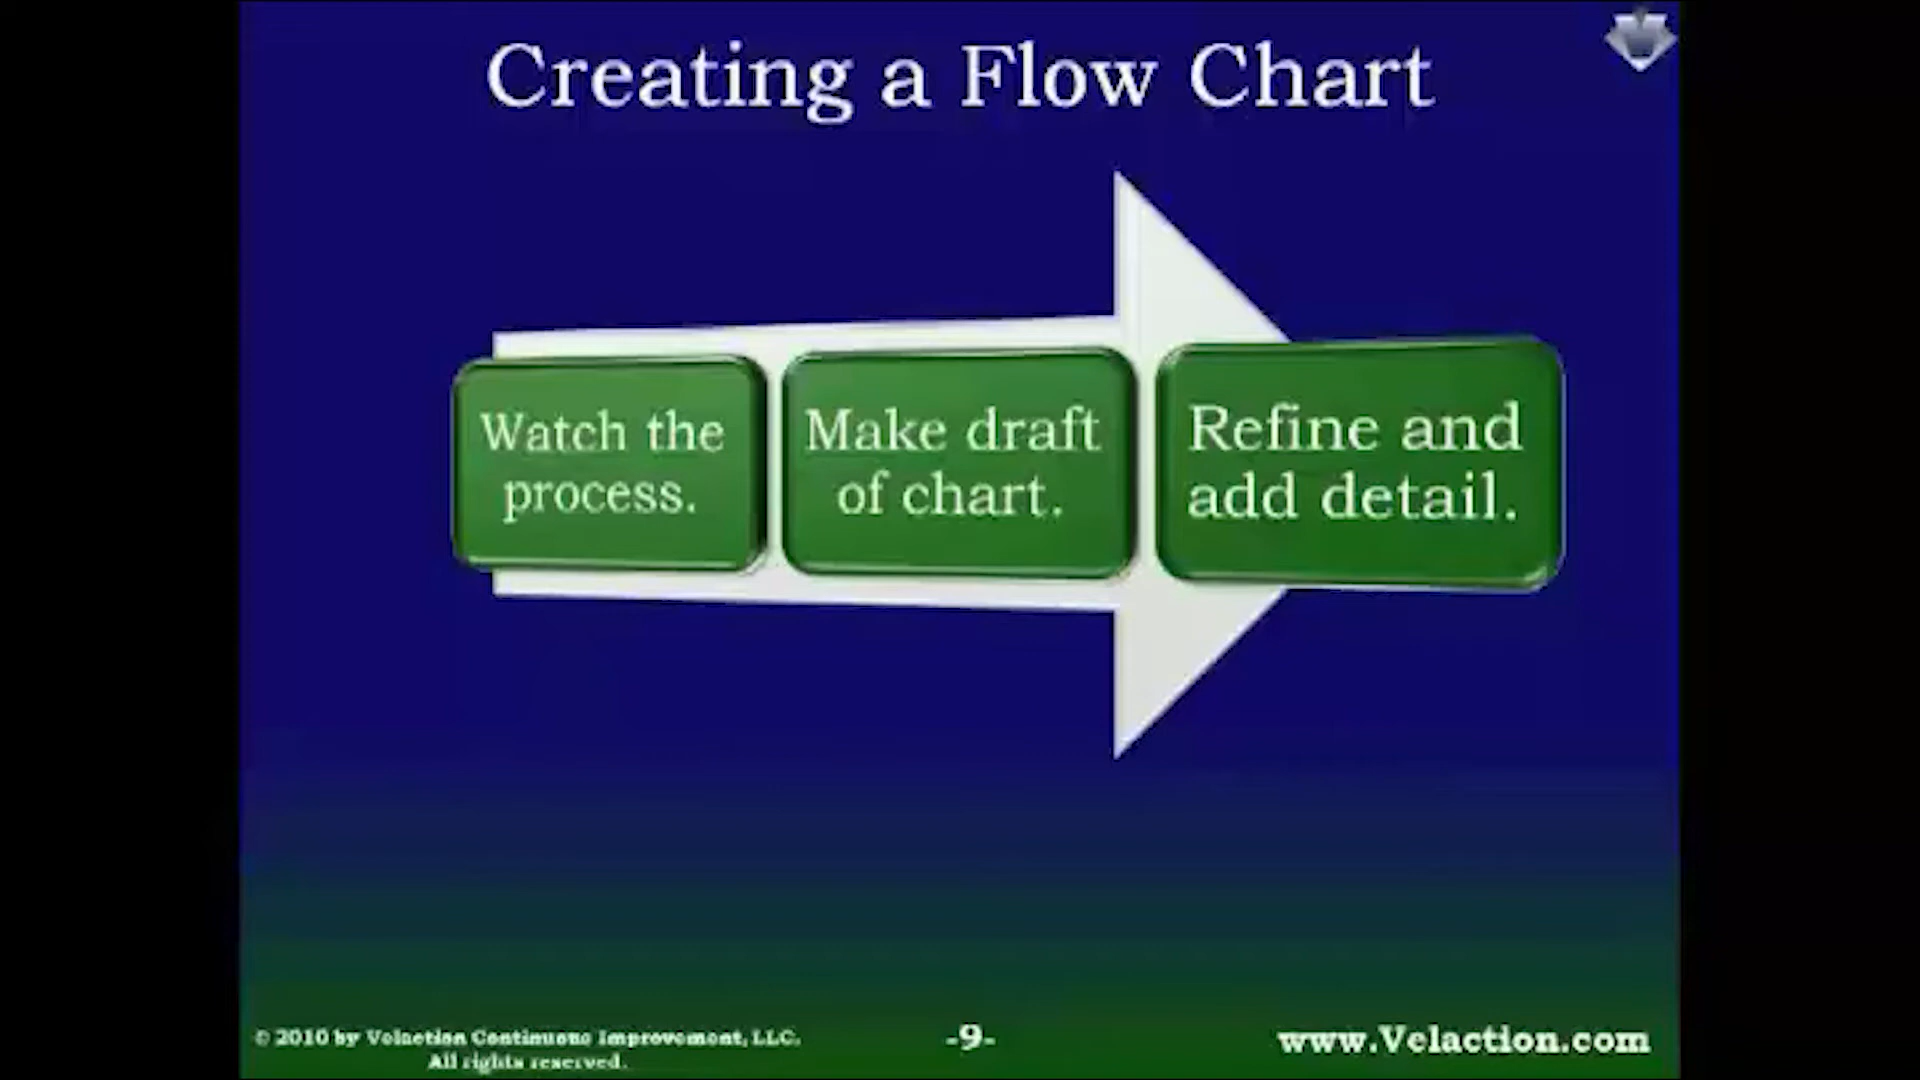 Creating a Flow Chart
Watch the
process.
Make draft
of chart.
Refine and
add detail.
© 2010 by Velaction Continuous Improvement, LLC.
All rights reserved.
-9-
www.Velaction.com